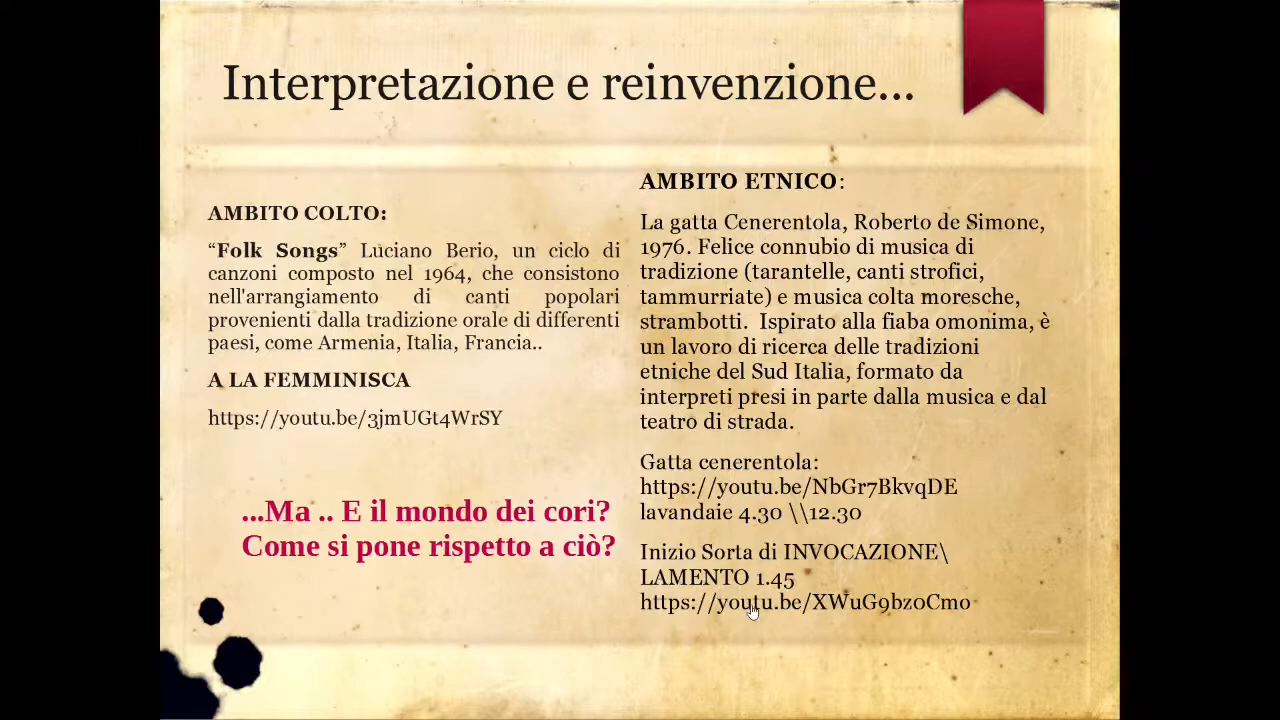 Interpretazione e reinvenzione...
AMBITO COLTO:
“Folk Songs” Luciano Berio, un ciclo di
canzoni composto nel 1964, che consistono
nell'arrangiamento di canti popolari
provenienti dalla tradizione orale di differenti
paesi, come Armenia, Italia, Francia..
A LA FEMMINISCA
https://youtu.be/3jmUGt4WrSY
...Ma .. E il mondo dei cori?
Come si pone rispetto a ciò?
AMBITO ETNICO:
La gatta Cenerentola, Roberto de Simone,
1976. Felice connubio di musica di
tradizione (tarantelle, canti strofici,
tammurriate) e musica colta moresche,
strambotti. Ispirato alla fiaba omonima, è
un lavoro di ricerca delle tradizioni
etniche del Sud Italia, formato da
interpreti presi in parte dalla musica e dal
teatro di strada.
Gatta cenerentola:
https://youtu.be/NbGr7BkvqDE
lavandaie 4.30 \\12.30
Inizio Sorta di INVOCAZIONE\
LAMENTO 1.45
https://youtu.be/XWuG9bz0Cmo